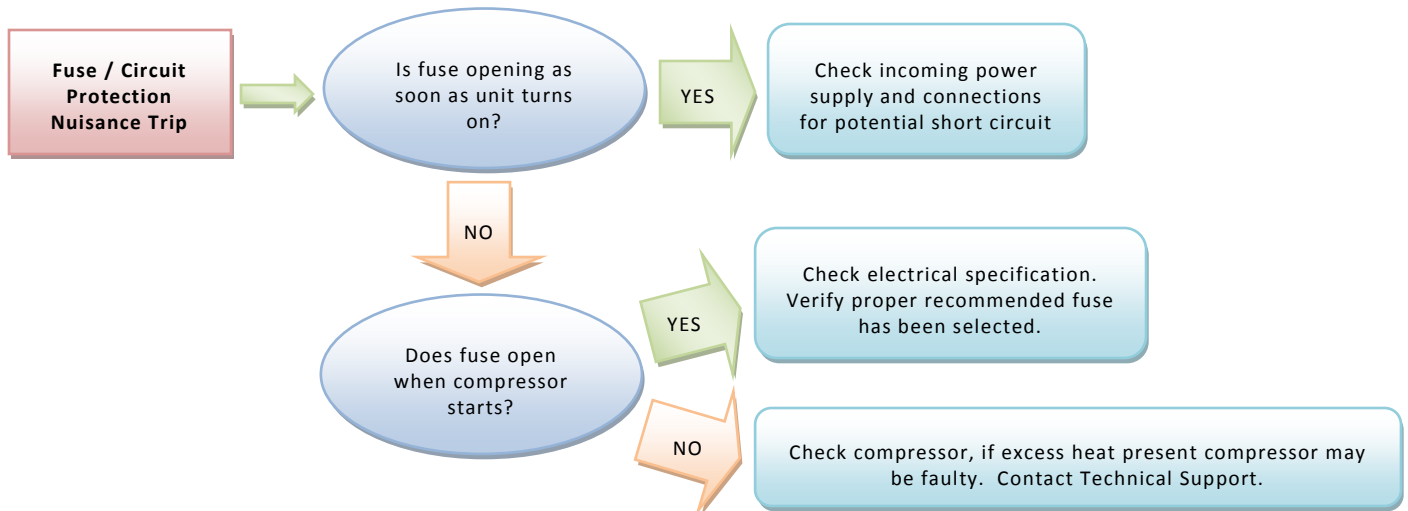 Fuse / Circuit
Protection
Nuisance Trip
Is fuse opening as
soon as unit turns
on?
YES
Check incoming power
supply and connections
for potential short circuit
NO
Does fuse open
when compressor
starts?
YES
Check electrical specification.
Verify proper recommended fuse
has been selected.
NO
Check compressor, if excess heat present compressor may
be faulty.  Contact Technical Support.